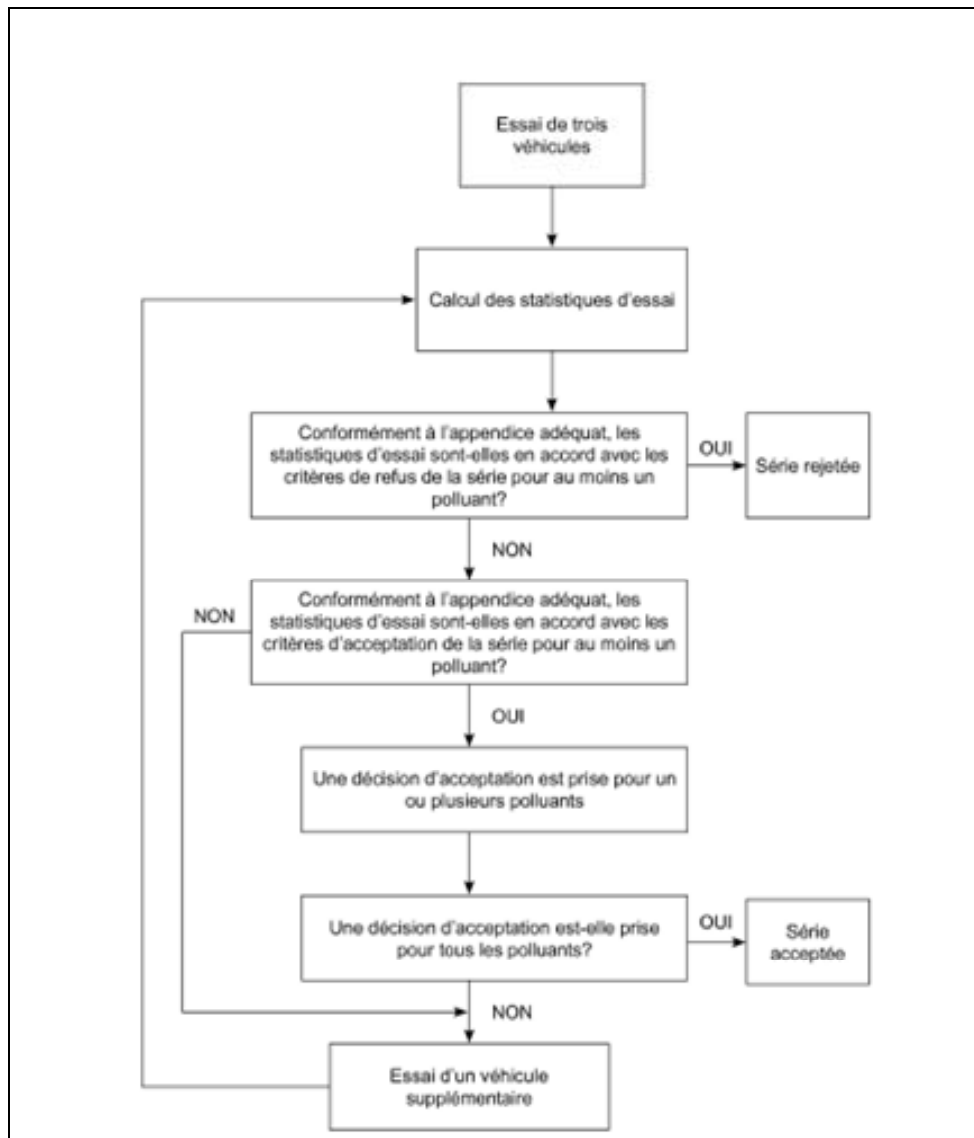 Essai de trois
véhicules
Calcul des statistiques d'essai
Conformément à l'appendice adéquat, les
statistiques d'essai sont-elles en accord avec les
critères de refus de la série pour au moins un
polluant?
OUI
Série rejetée
NON
Conformément à l'appendice adéquat, les
statistiques d'essai sont-elles en accord avec les
critères d'acceptation de la série pour au moins un
polluant?
NON
OUI
Une décision d'acceptation est prise pour un
ou plusieurs polluants
Une décision d'acceptation est-elle prise
pour tous les polluants?
OUI
Série
acceptée
NON
Essai d'un véhicule
supplémentaire